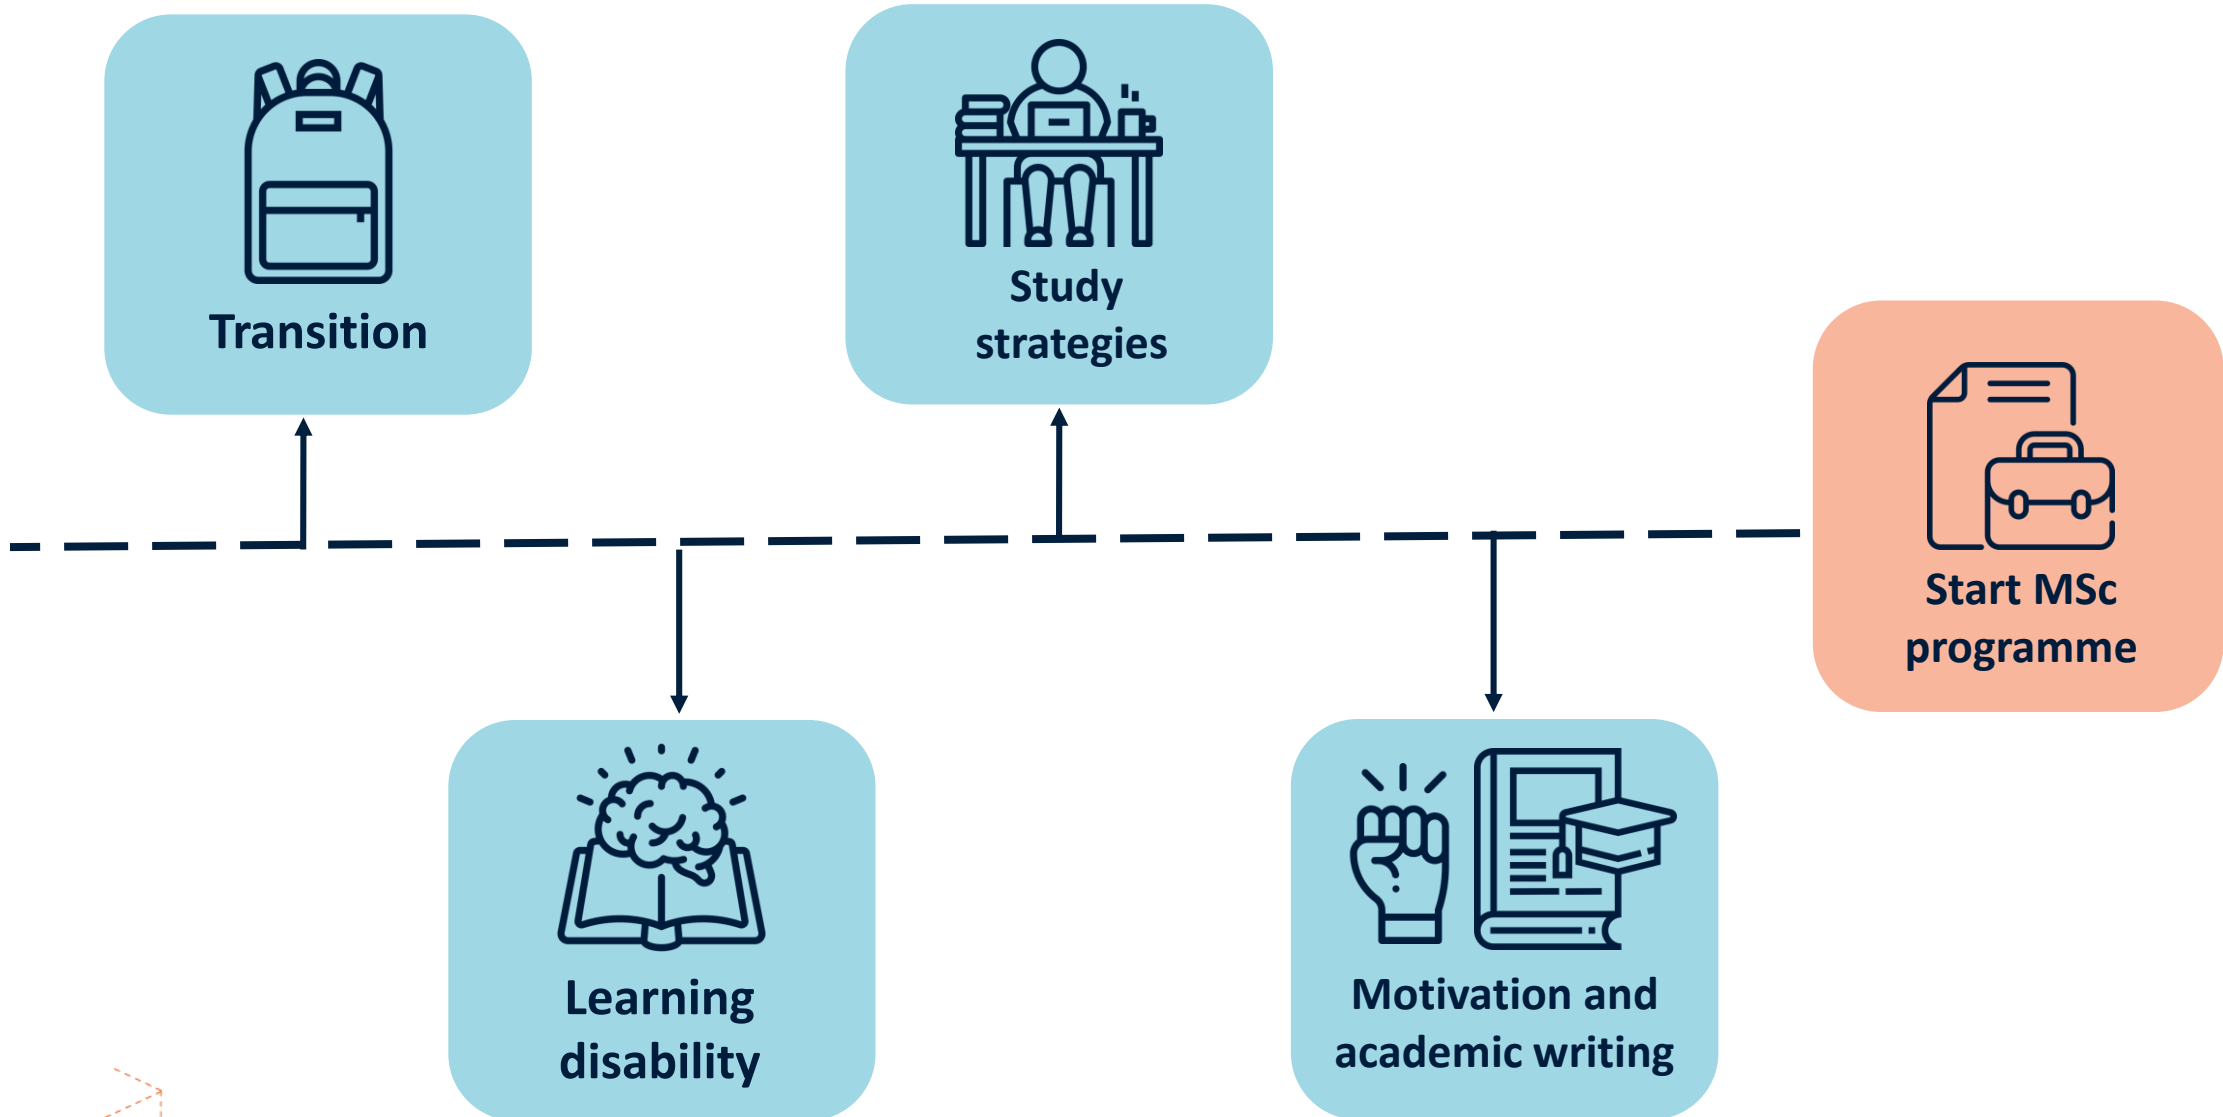 Transition
Study
strategies
Start MSc
programme
Learning
disability
Motivation and
academic writing